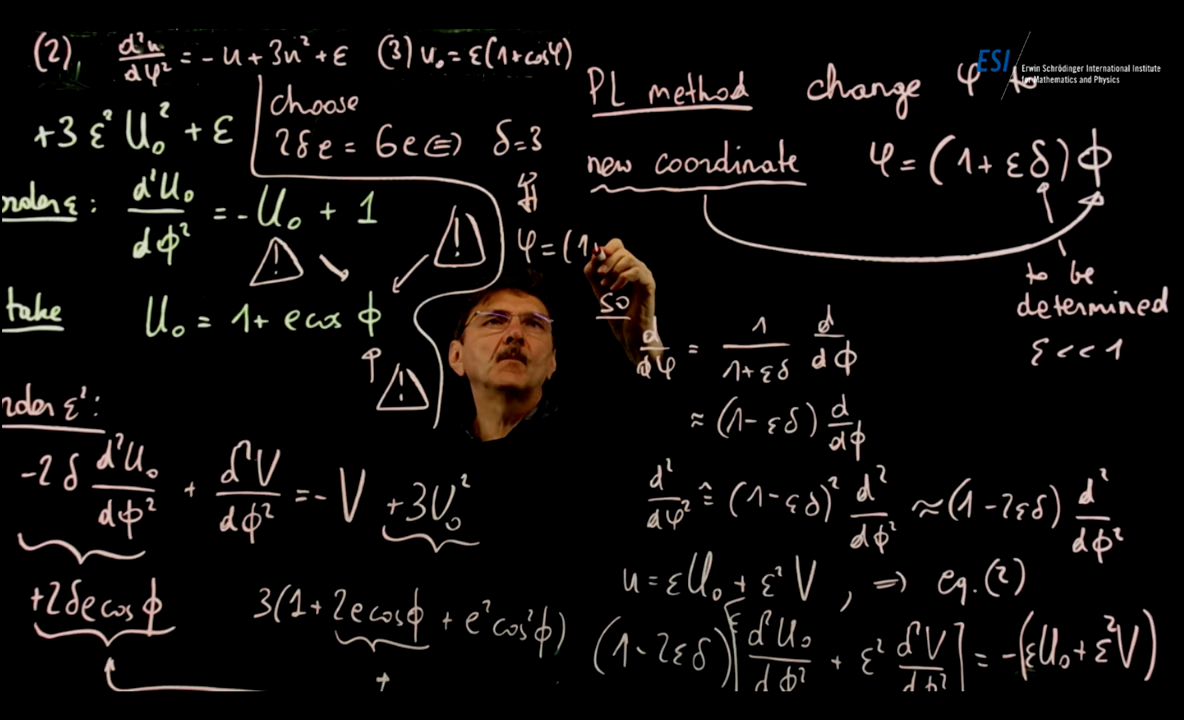 (2), d²u/dφ² = -u + 3u² + ε (3) u₀ = ε(1+cosφ)
+3 ε² U₀² + ε
choose
2δe = 6e ⇔ δ=3
order ε: d²U₀/dϕ² = -U₀ + 1
φ = (1
take U₀ = 1 + e cos ϕ
order ε²:
-2δ d²U₀/dϕ² + d²V/dϕ² = -V +3U₀²
+2δe cos ϕ 3(1 + 2e cos ϕ + e² cos² ϕ)
ESI Erwin Schrödinger International Institute
for Mathematics and Physics
PL method change φ to
new coordinate φ = (1 + εδ)ϕ
to be
determined
ε << 1
so
d/dφ = 1/(1+εδ) d/dϕ
≈ (1-εδ) d/dϕ
d²/dφ² ≙ (1-εδ)² d²/dϕ² ≈ (1-2εδ) d²/dϕ²
u = εU₀ + ε²V , ⇒ eq.(2)
(1-2εδ)[ε d²U₀/dϕ² + ε² d²V/dϕ²] = -(εU₀ + ε²V)